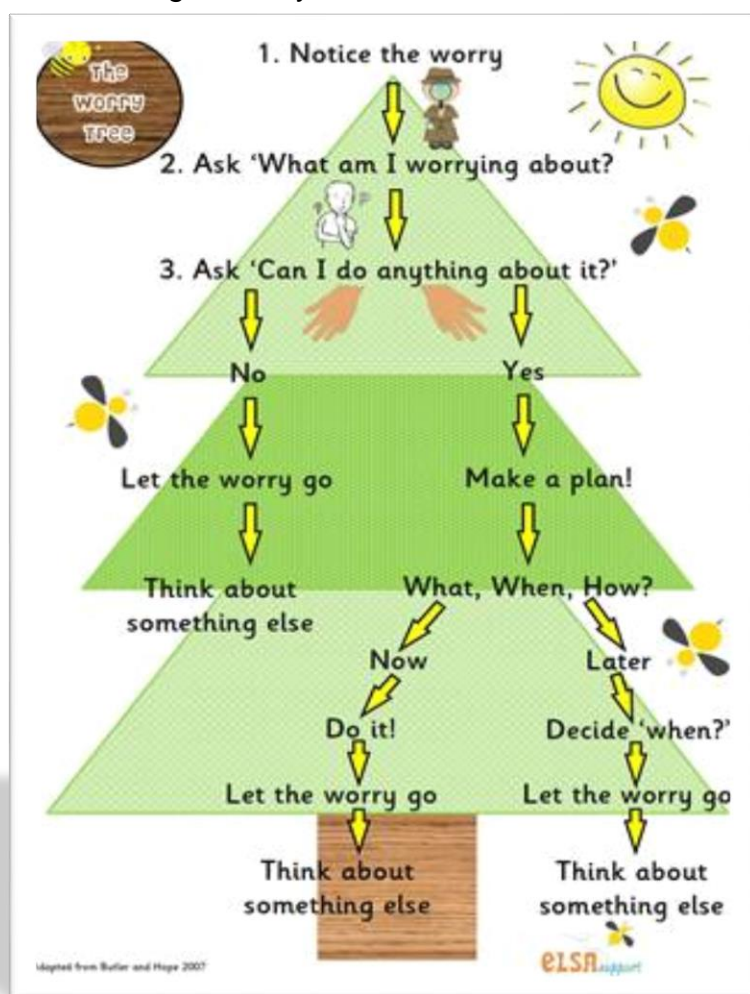 The
Worry
Tree
1. Notice the worry
2. Ask ‘What am I worrying about?
3. Ask ‘Can I do anything about it?’
No
Yes
Let the worry go
Make a plan!
Think about
something else
What, When, How?
Now
Later
Do it!
Decide ‘when?’
Let the worry go
Let the worry go
Think about
something else
Think about
something else
Adapted from Butler and Hope 2007
ELSA support